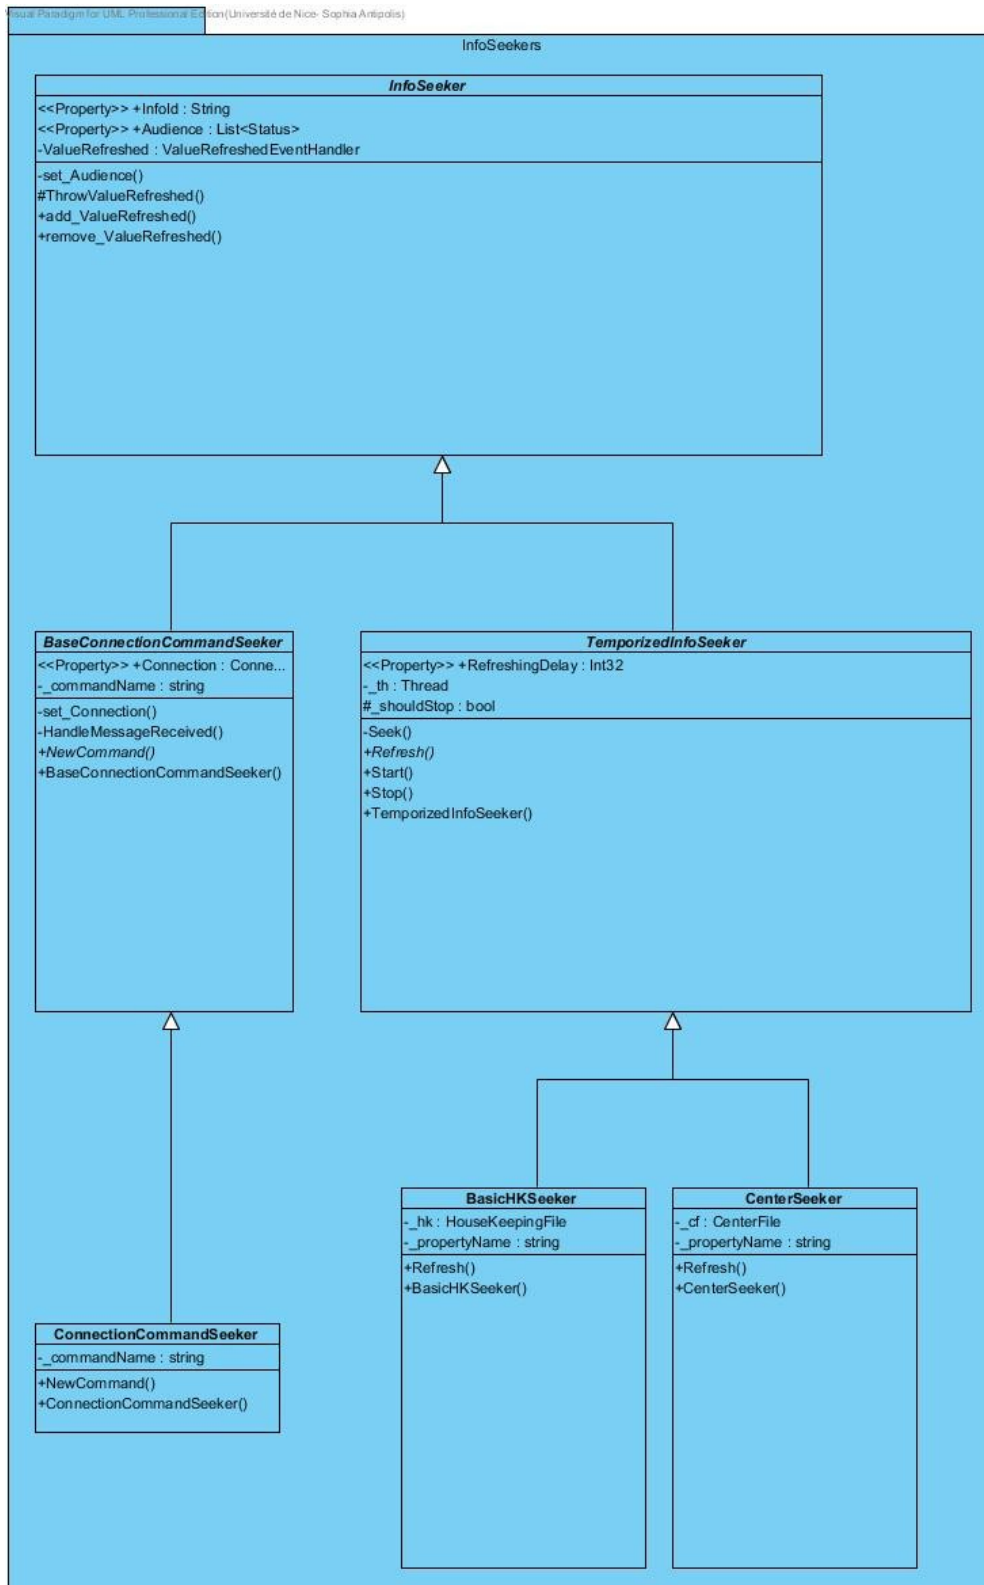 Visual Paradigm for UML Professional Edition(Université de Nice- Sophia Antipolis)
InfoSeekers
InfoSeeker
<<Property>> +InfoId : String
<<Property>> +Audience : List<Status>
-ValueRefreshed : ValueRefreshedEventHandler
-set_Audience()
#ThrowValueRefreshed()
+add_ValueRefreshed()
+remove_ValueRefreshed()
BaseConnectionCommandSeeker
<<Property>> +Connection : Conne...
-_commandName : string
-set_Connection()
-HandleMessageReceived()
+NewCommand()
+BaseConnectionCommandSeeker()
TemporizedInfoSeeker
<<Property>> +RefreshingDelay : Int32
-_th : Thread
#_shouldStop : bool
-Seek()
+Refresh()
+Start()
+Stop()
+TemporizedInfoSeeker()
BasicHKSeeker
-_hk : HouseKeepingFile
-_propertyName : string
+Refresh()
+BasicHKSeeker()
CenterSeeker
-_cf : CenterFile
-_propertyName : string
+Refresh()
+CenterSeeker()
ConnectionCommandSeeker
-_commandName : string
+NewCommand()
+ConnectionCommandSeeker()